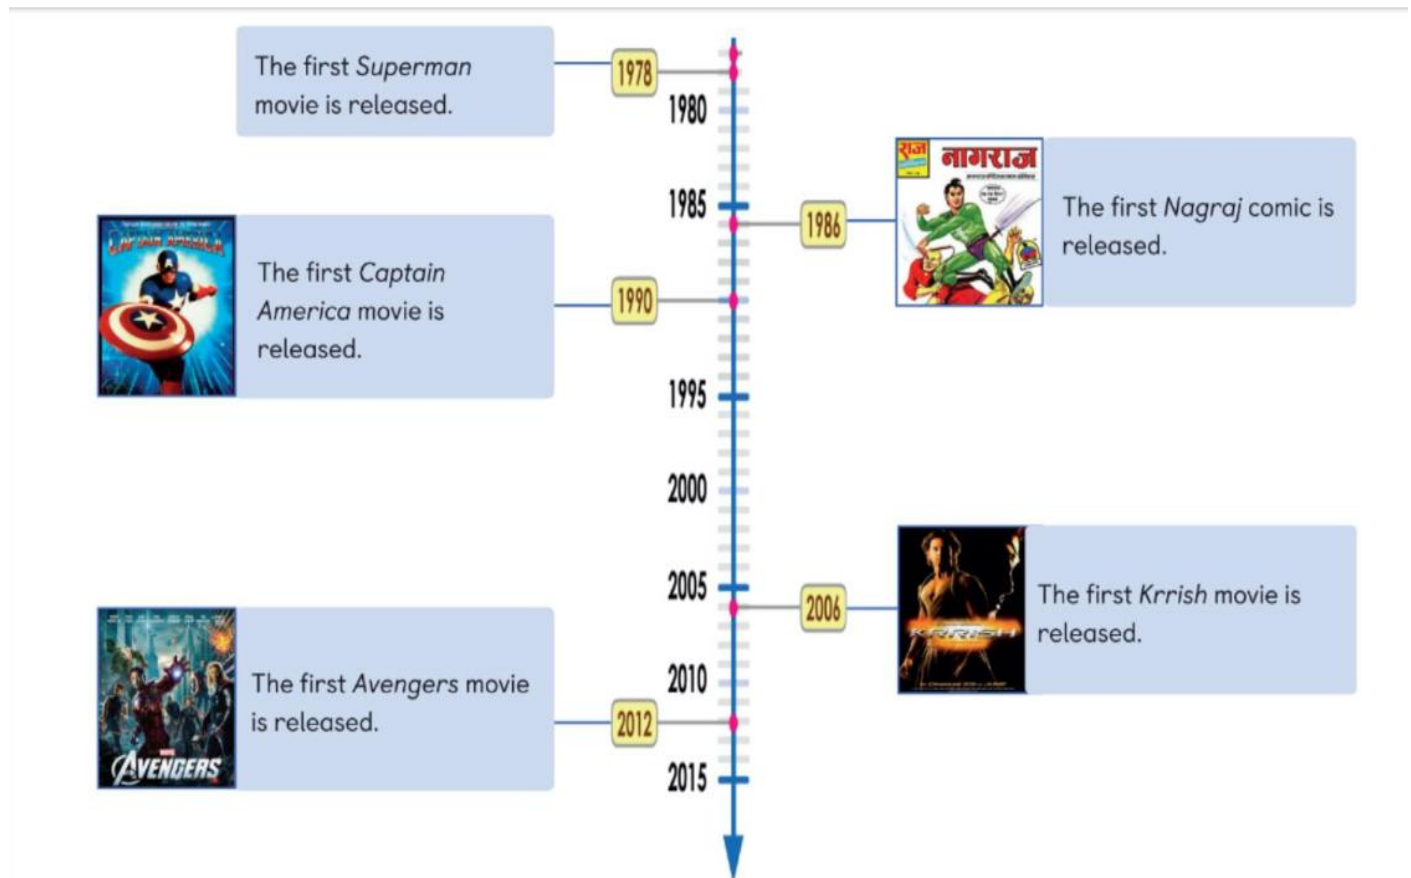 The first Superman
movie is released.
1978
1980
1985
राज
नागराज
1986
The first Nagraj comic is
released.
CAPTAIN AMERICA
The first Captain
America movie is
released.
1990
1995
2000
2005
KRRISH
2006
The first Krrish movie is
released.
2010
MARVEL
AVENGERS
The first Avengers movie
is released.
2012
2015